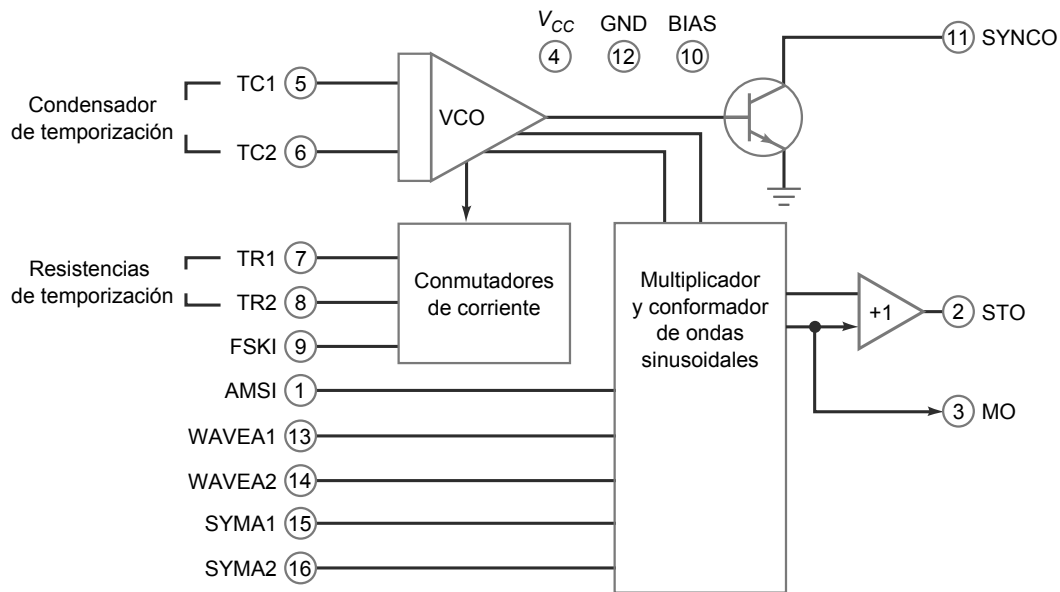 V_CC GND BIAS
4 12 10
11 SYNCO
Condensador
de temporización
TC1 5
TC2 6
VCO
Resistencias
de temporización
TR1 7
TR2 8
FSKI 9
Conmutadores
de corriente
AMSI 1
WAVEA1 13
WAVEA2 14
SYMA1 15
SYMA2 16
Multiplicador
y conformador
de ondas
sinusoidales
+1
2 STO
3 MO